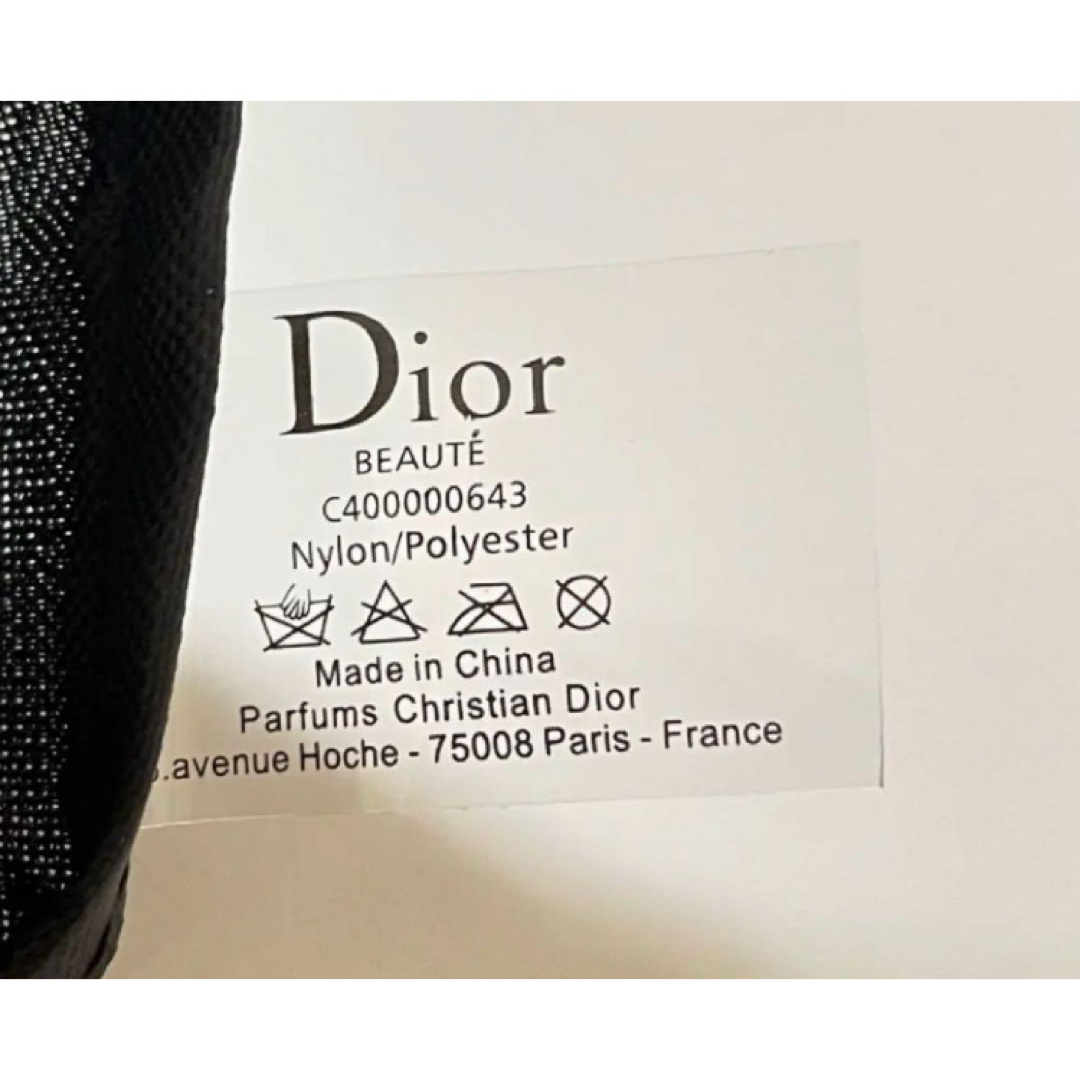 Dior
BEAUTÉ
C400000643
Nylon/Polyester
Made in China
Parfums Christian Dior
.avenue Hoche - 75008 Paris - France